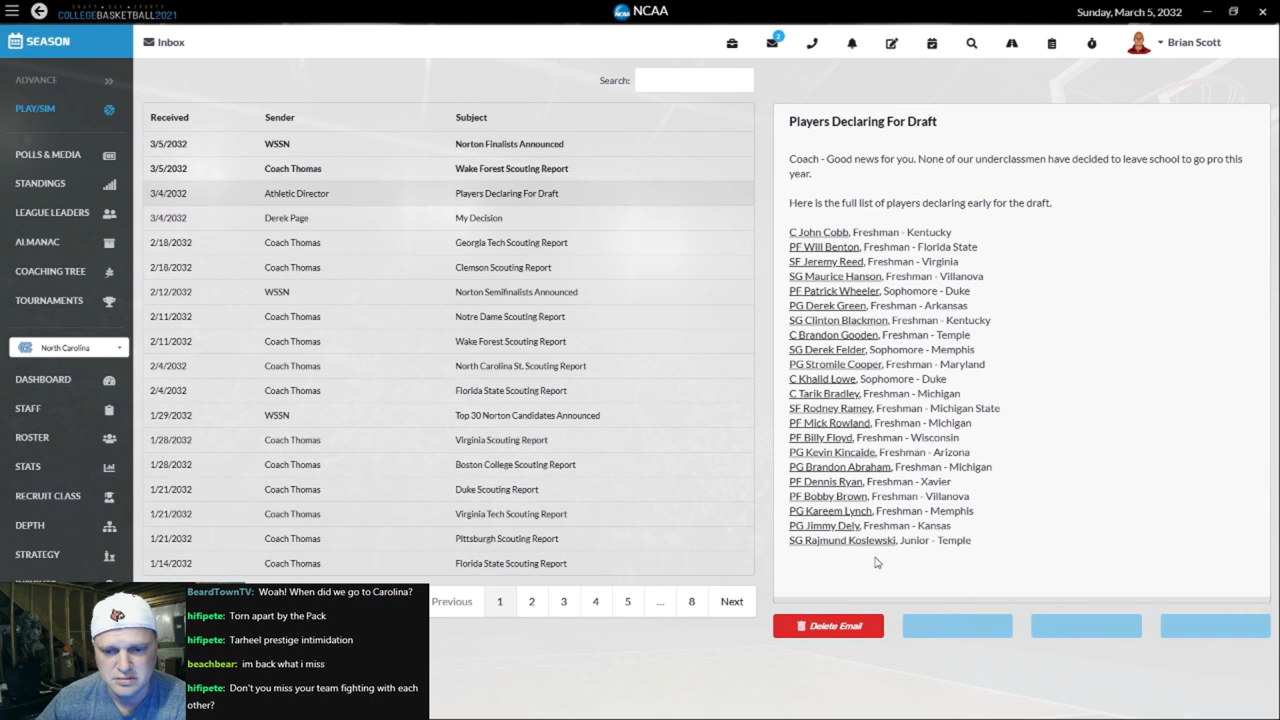 DRAFT DAY SPORTS
COLLEGEBASKETBALL2021
NCAA
Sunday, March 5, 2032
SEASON
Inbox
2
Brian Scott
ADVANCE
PLAY/SIM
POLLS & MEDIA
STANDINGS
LEAGUE LEADERS
ALMANAC
COACHING TREE
TOURNAMENTS
North Carolina
DASHBOARD
STAFF
ROSTER
STATS
RECRUIT CLASS
DEPTH
STRATEGY
Search:
Received Sender Subject
3/5/2032 WSSN Norton Finalists Announced
3/5/2032 Coach Thomas Wake Forest Scouting Report
3/4/2032 Athletic Director Players Declaring For Draft
3/4/2032 Derek Page My Decision
2/18/2032 Coach Thomas Georgia Tech Scouting Report
2/18/2032 Coach Thomas Clemson Scouting Report
2/12/2032 WSSN Norton Semifinalists Announced
2/11/2032 Coach Thomas Notre Dame Scouting Report
2/11/2032 Coach Thomas Wake Forest Scouting Report
2/4/2032 Coach Thomas North Carolina St. Scouting Report
2/4/2032 Coach Thomas Florida State Scouting Report
1/29/2032 WSSN Top 30 Norton Candidates Announced
1/28/2032 Coach Thomas Virginia Scouting Report
1/28/2032 Coach Thomas Boston College Scouting Report
1/21/2032 Coach Thomas Duke Scouting Report
1/21/2032 Coach Thomas Virginia Tech Scouting Report
1/21/2032 Coach Thomas Pittsburgh Scouting Report
1/14/2032 Coach Thomas Florida State Scouting Report
Previous 1 2 3 4 5 ... 8 Next
Players Declaring For Draft
Coach - Good news for you. None of our underclassmen have decided to leave school to go pro this
year.
Here is the full list of players declaring early for the draft.
C John Cobb, Freshman - Kentucky
PF Will Benton, Freshman - Florida State
SF Jeremy Reed, Freshman - Virginia
SG Maurice Hanson, Freshman - Villanova
PF Patrick Wheeler, Sophomore - Duke
PG Derek Green, Freshman - Arkansas
SG Clinton Blackmon, Freshman - Kentucky
C Brandon Gooden, Freshman - Temple
SG Derek Felder, Sophomore - Memphis
PG Stromile Cooper, Freshman - Maryland
C Khalid Lowe, Sophomore - Duke
C Tarik Bradley, Freshman - Michigan
SF Rodney Ramey, Freshman - Michigan State
PF Mick Rowland, Freshman - Michigan
PF Billy Floyd, Freshman - Wisconsin
PG Kevin Kincaide, Freshman - Arizona
PG Brandon Abraham, Freshman - Michigan
PF Dennis Ryan, Freshman - Xavier
PF Bobby Brown, Freshman - Villanova
PG Kareem Lynch, Freshman - Memphis
PG Jimmy Dely, Freshman - Kansas
SG Rajmund Koslewski, Junior - Temple
Delete Email
BeardTownTV: Woah! When did we go to Carolina?
hifipete: Torn apart by the Pack
hifipete: Tarheel prestige intimidation
beachbear: im back what i miss
hifipete: Don't you miss your team fighting with each
other?